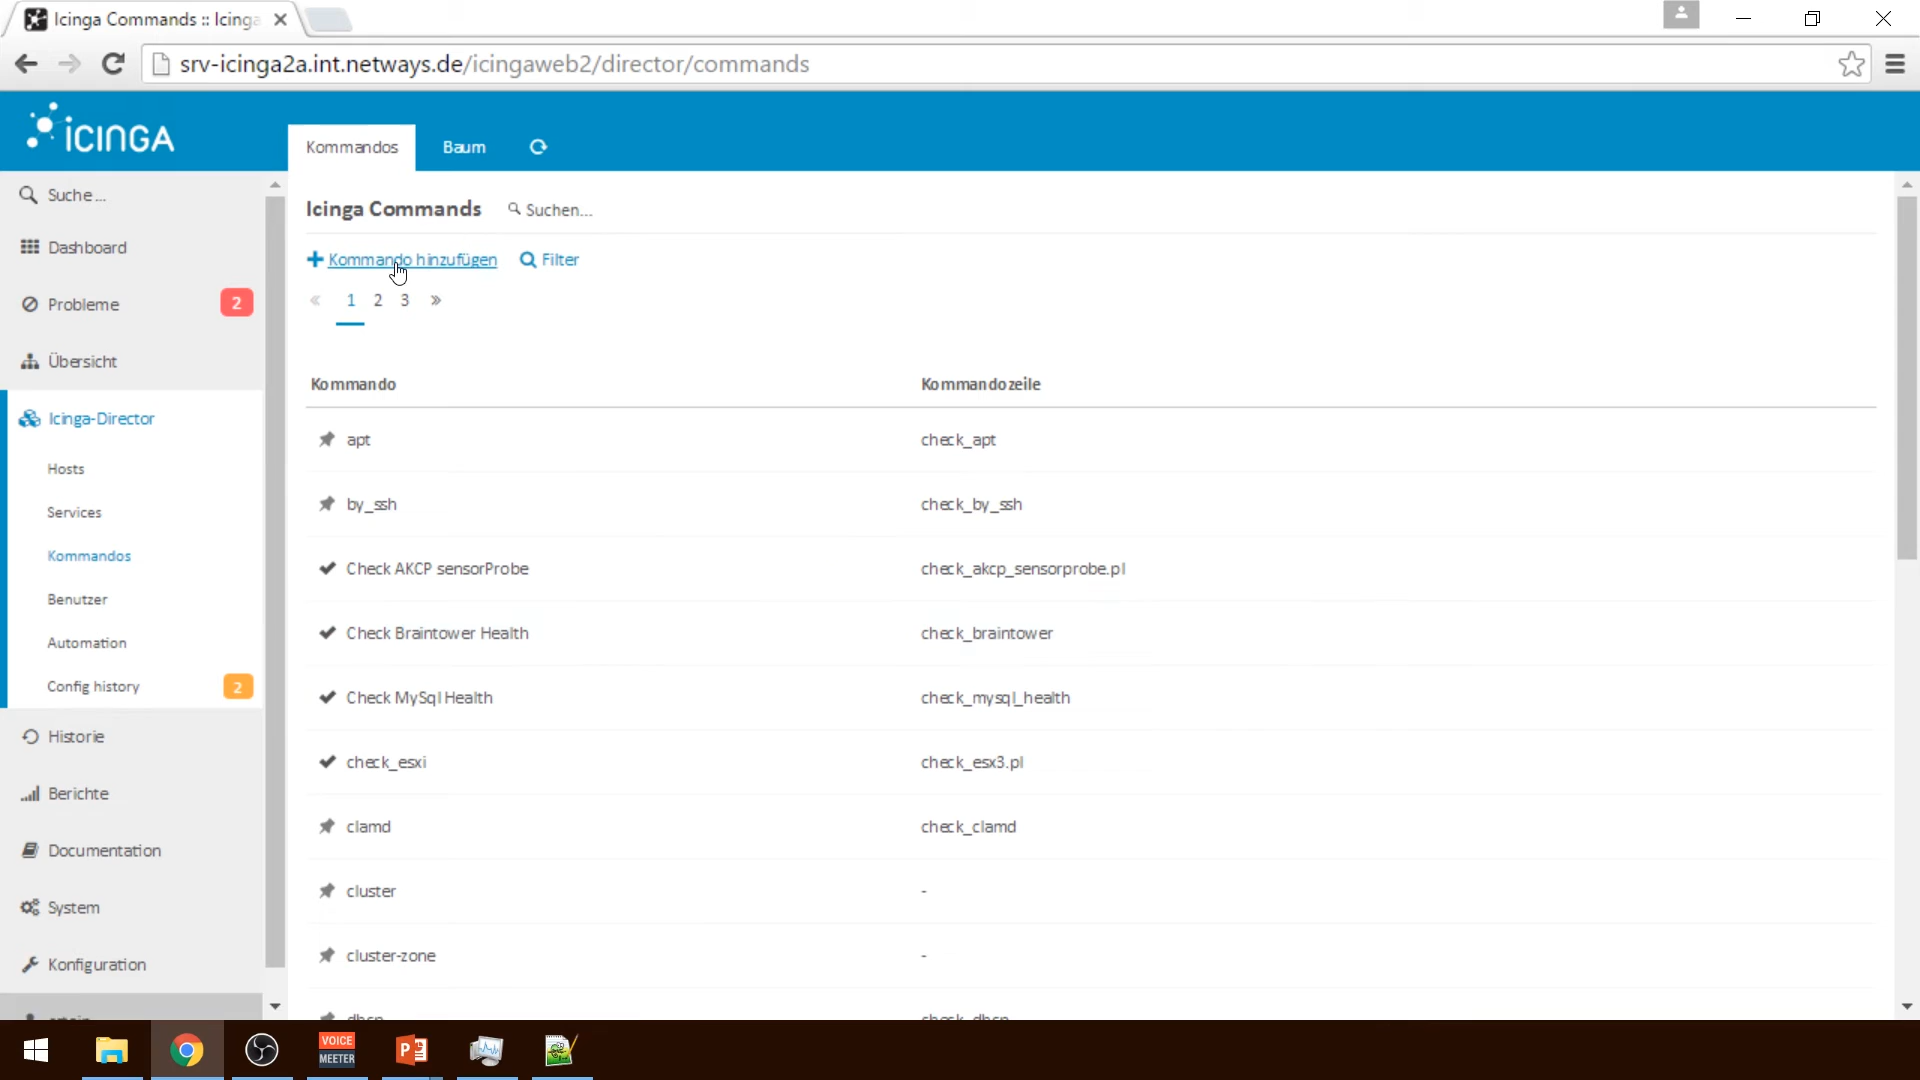 Icinga Commands :: Icinga
srv-icinga2a.int.netways.de/icingaweb2/director/commands
ICINGA
Kommandos
Baum
Suche ...
Dashboard
Probleme
2
Übersicht
Icinga-Director
Hosts
Services
Kommandos
Benutzer
Automation
Config history
2
Historie
Berichte
Documentation
System
Konfiguration
Icinga Commands
Suchen...
Kommando hinzufügen
Filter
« 1 2 3 »
Kommando Kommandozeile
apt check_apt
by_ssh check_by_ssh
Check AKCP sensorProbe check_akcp_sensorprobe.pl
Check Braintower Health check_braintower
Check MySql Health check_mysql_health
check_esxi check_esx3.pl
clamd check_clamd
cluster -
cluster-zone -
dhcp check_dhcp
VOICE
MEETER